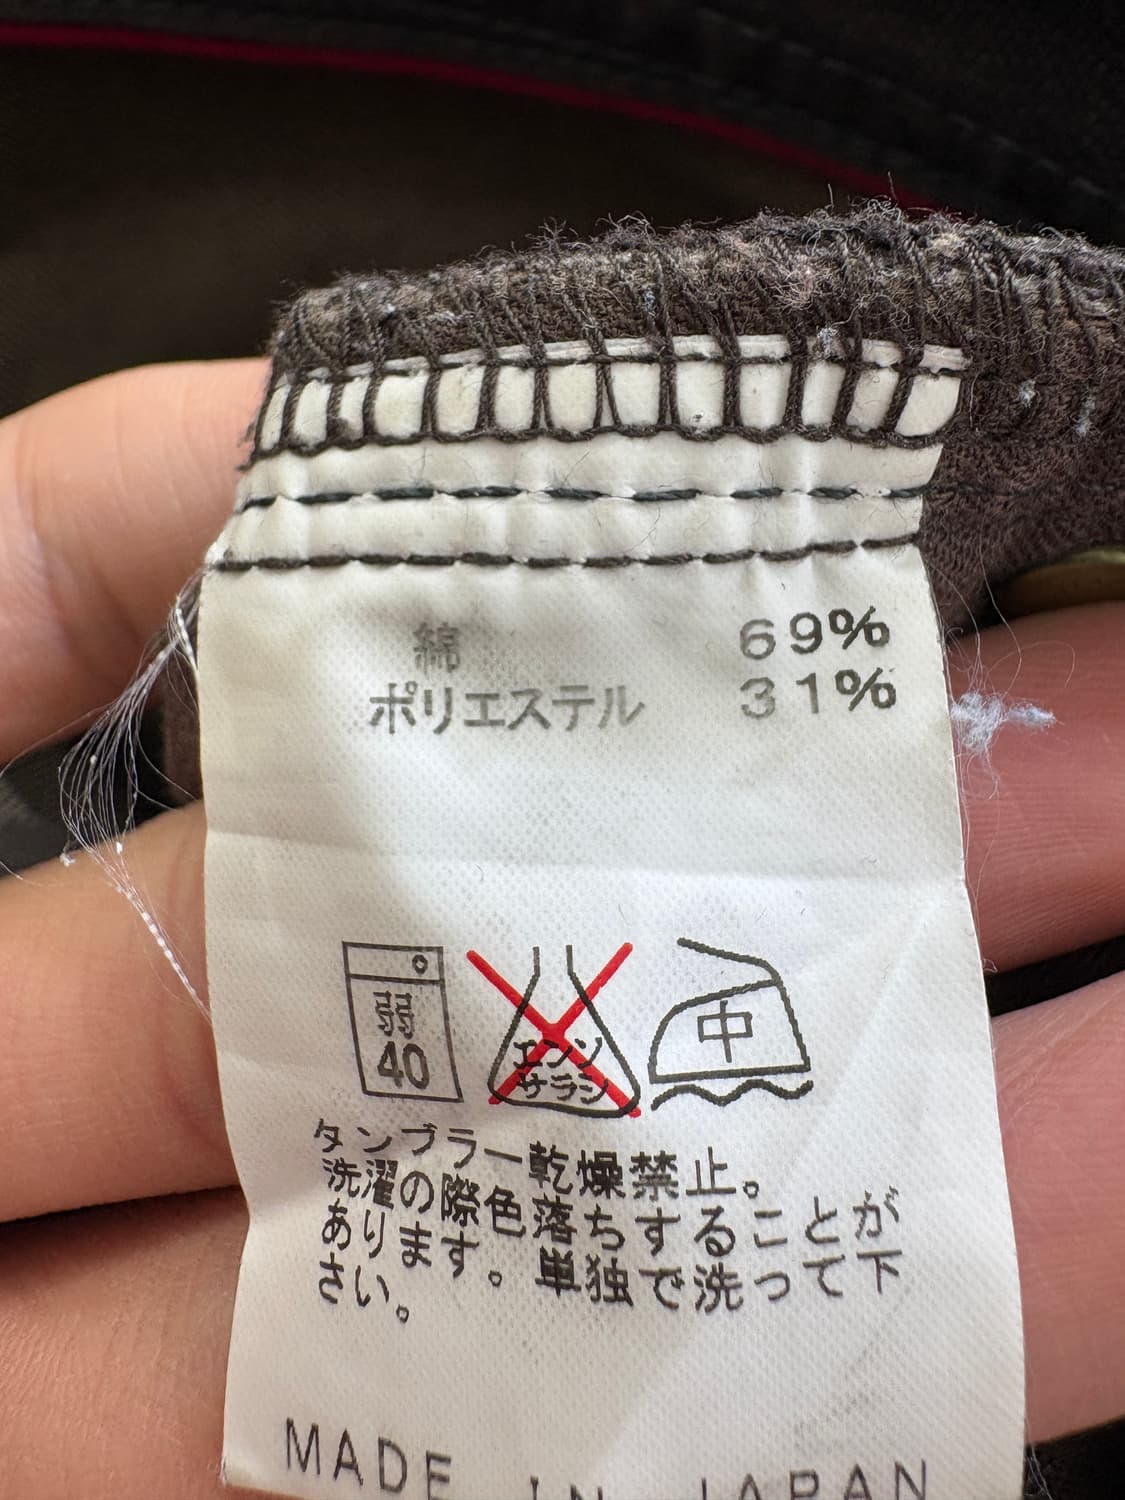 綿 69%
ポリエステル 31%
弱
40
エンソ
サラシ
中
タンブラー乾燥禁止。
洗濯の際色落ちすることが
あります。単独で洗って下
さい。
MADE IN JAPAN